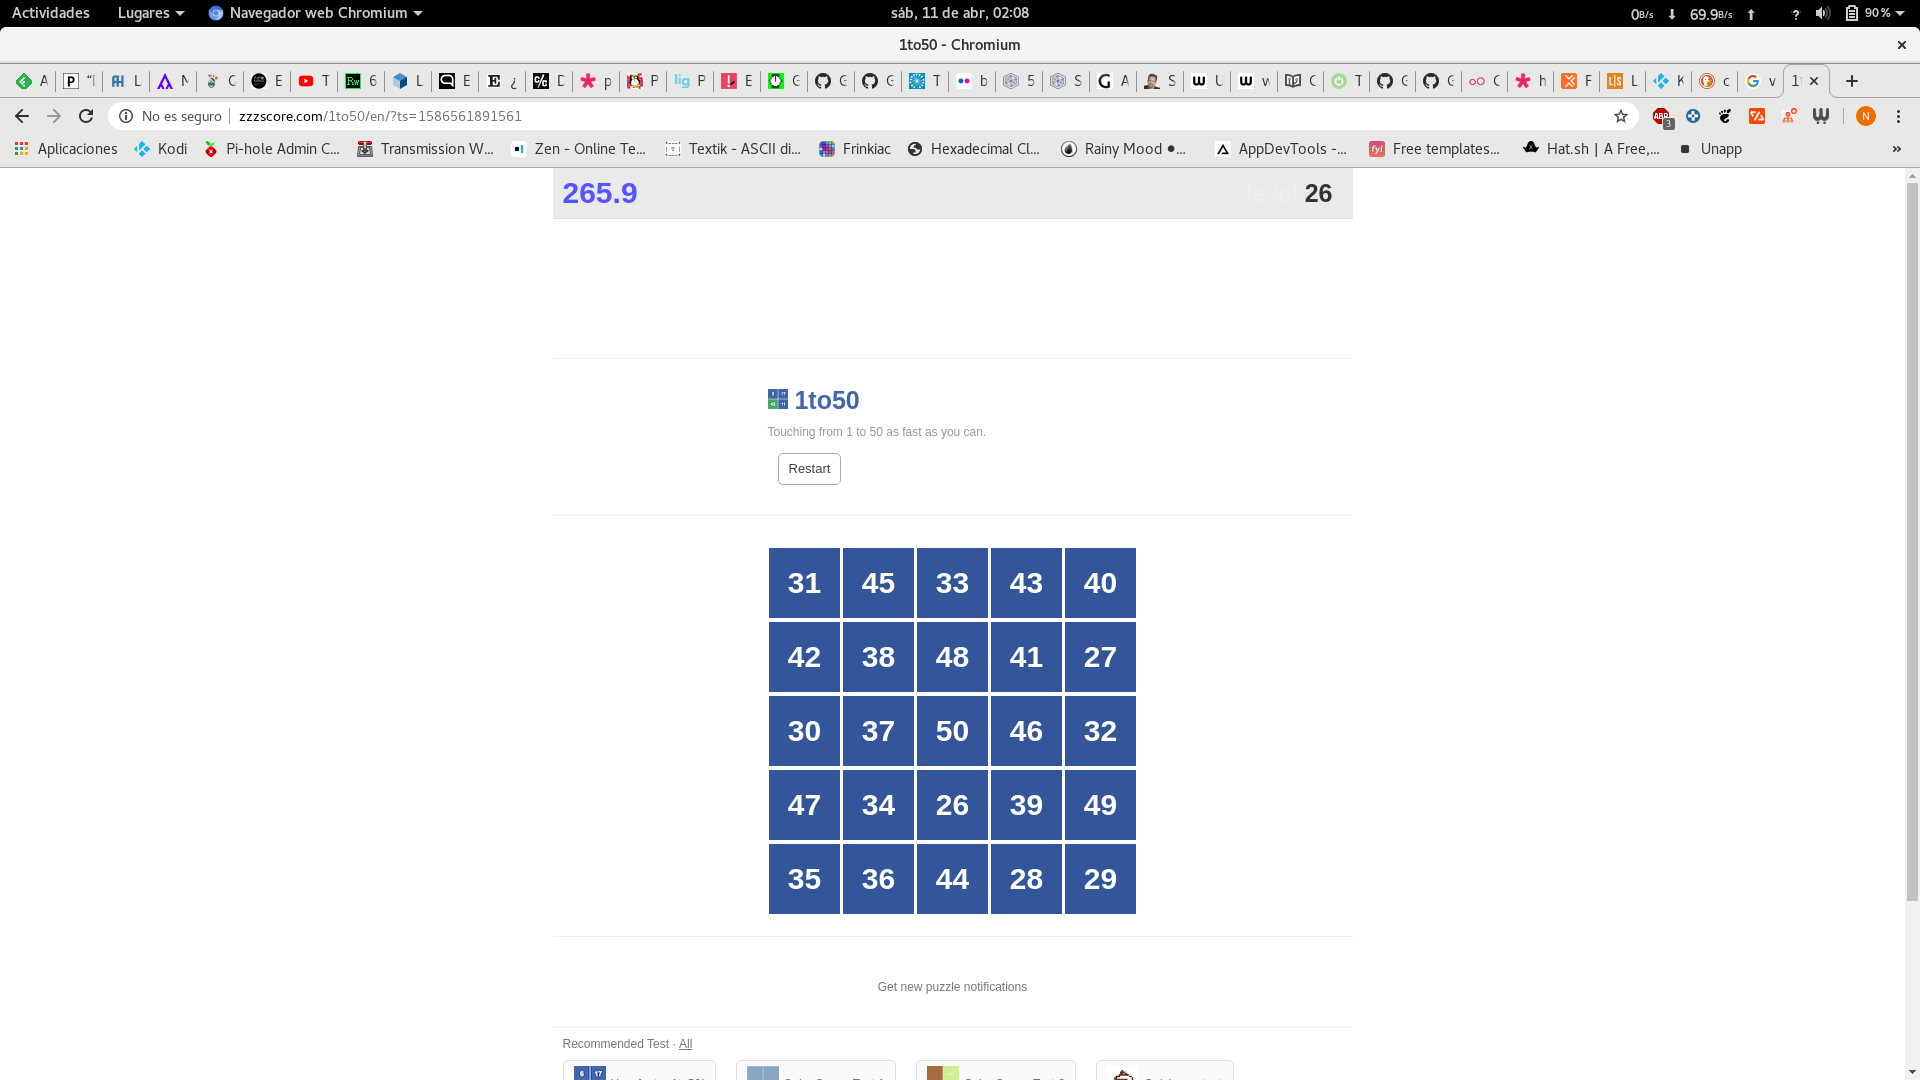 Actividades Lugares Navegador web Chromium sáb, 11 de abr, 02:08 0B/s 69.9B/s ? 90%
1to50 - Chromium
No es seguro zzzscore.com/1to50/en/?ts=1586561891561
Aplicaciones Kodi Pi-hole Admin C... Transmission W... Zen - Online Te... Textik - ASCII di... Frinkiac Hexadecimal Cl... Rainy Mood ●... AppDevTools -... Free templates... Hat.sh | A Free,... Unapp »
265.9 level 26
1to50
Touching from 1 to 50 as fast as you can.
Restart
31 45 33 43 40
42 38 48 41 27
30 37 50 46 32
47 34 26 39 49
35 36 44 28 29
Get new puzzle notifications
Recommended Test · All